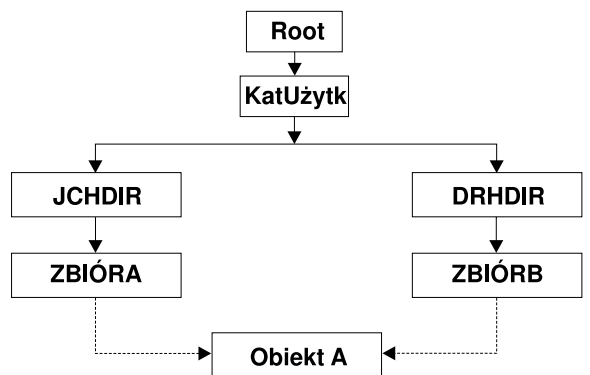 Root
KatUżytk
JCHDIR
DRHDIR
ZBIÓRA
ZBIÓRB
Obiekt A